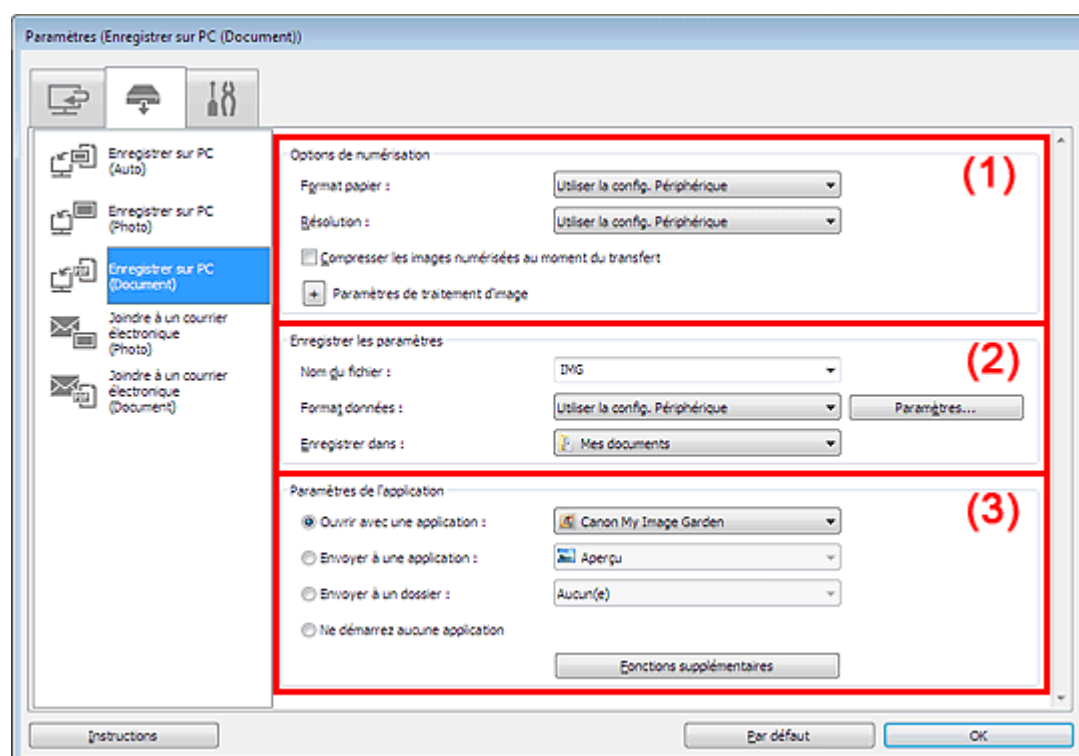 Paramètres (Enregistrer sur PC (Document))
Enregistrer sur PC
(Auto)
Enregistrer sur PC
(Photo)
Enregistrer sur PC
(Document)
Joindre à un courrier
électronique
(Photo)
Joindre à un courrier
électronique
(Document)
Options de numérisation
(1)
Format papier :
Utiliser la config. Périphérique
Résolution :
Utiliser la config. Périphérique
Compresser les images numérisées au moment du transfert
+ Paramètres de traitement d'image
Enregistrer les paramètres
(2)
Nom du fichier :
IMG
Format données :
Utiliser la config. Périphérique
Paramètres...
Enregistrer dans :
Mes documents
Paramètres de l'application
(3)
Ouvrir avec une application :
Canon My Image Garden
Envoyer à une application :
Aperçu
Envoyer à un dossier :
Aucun(e)
Ne démarrez aucune application
Fonctions supplémentaires
Instructions
Par défaut
OK